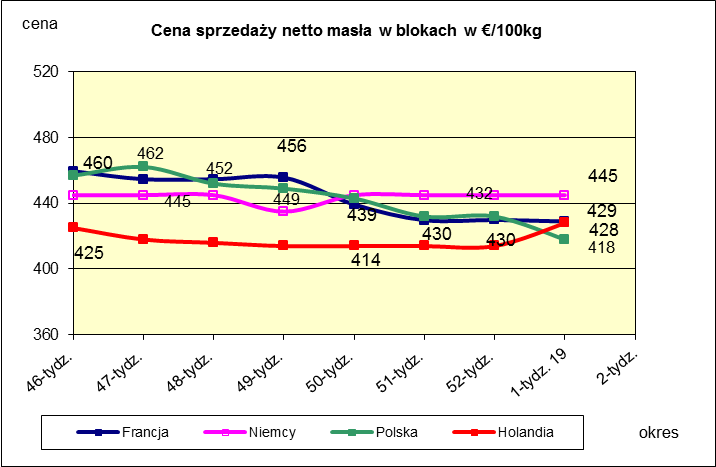 cena
Cena sprzedaży netto masła w blokach w €/100kg
520
480
440
400
360
460
462
452
456
445
449
439
432
430
430
425
414
445
429
428
418
46-tydz.
47-tydz.
48-tydz.
49-tydz.
50-tydz.
51-tydz.
52-tydz.
1-tydz. 19
2-tydz.
Francja
Niemcy
Polska
Holandia
okres